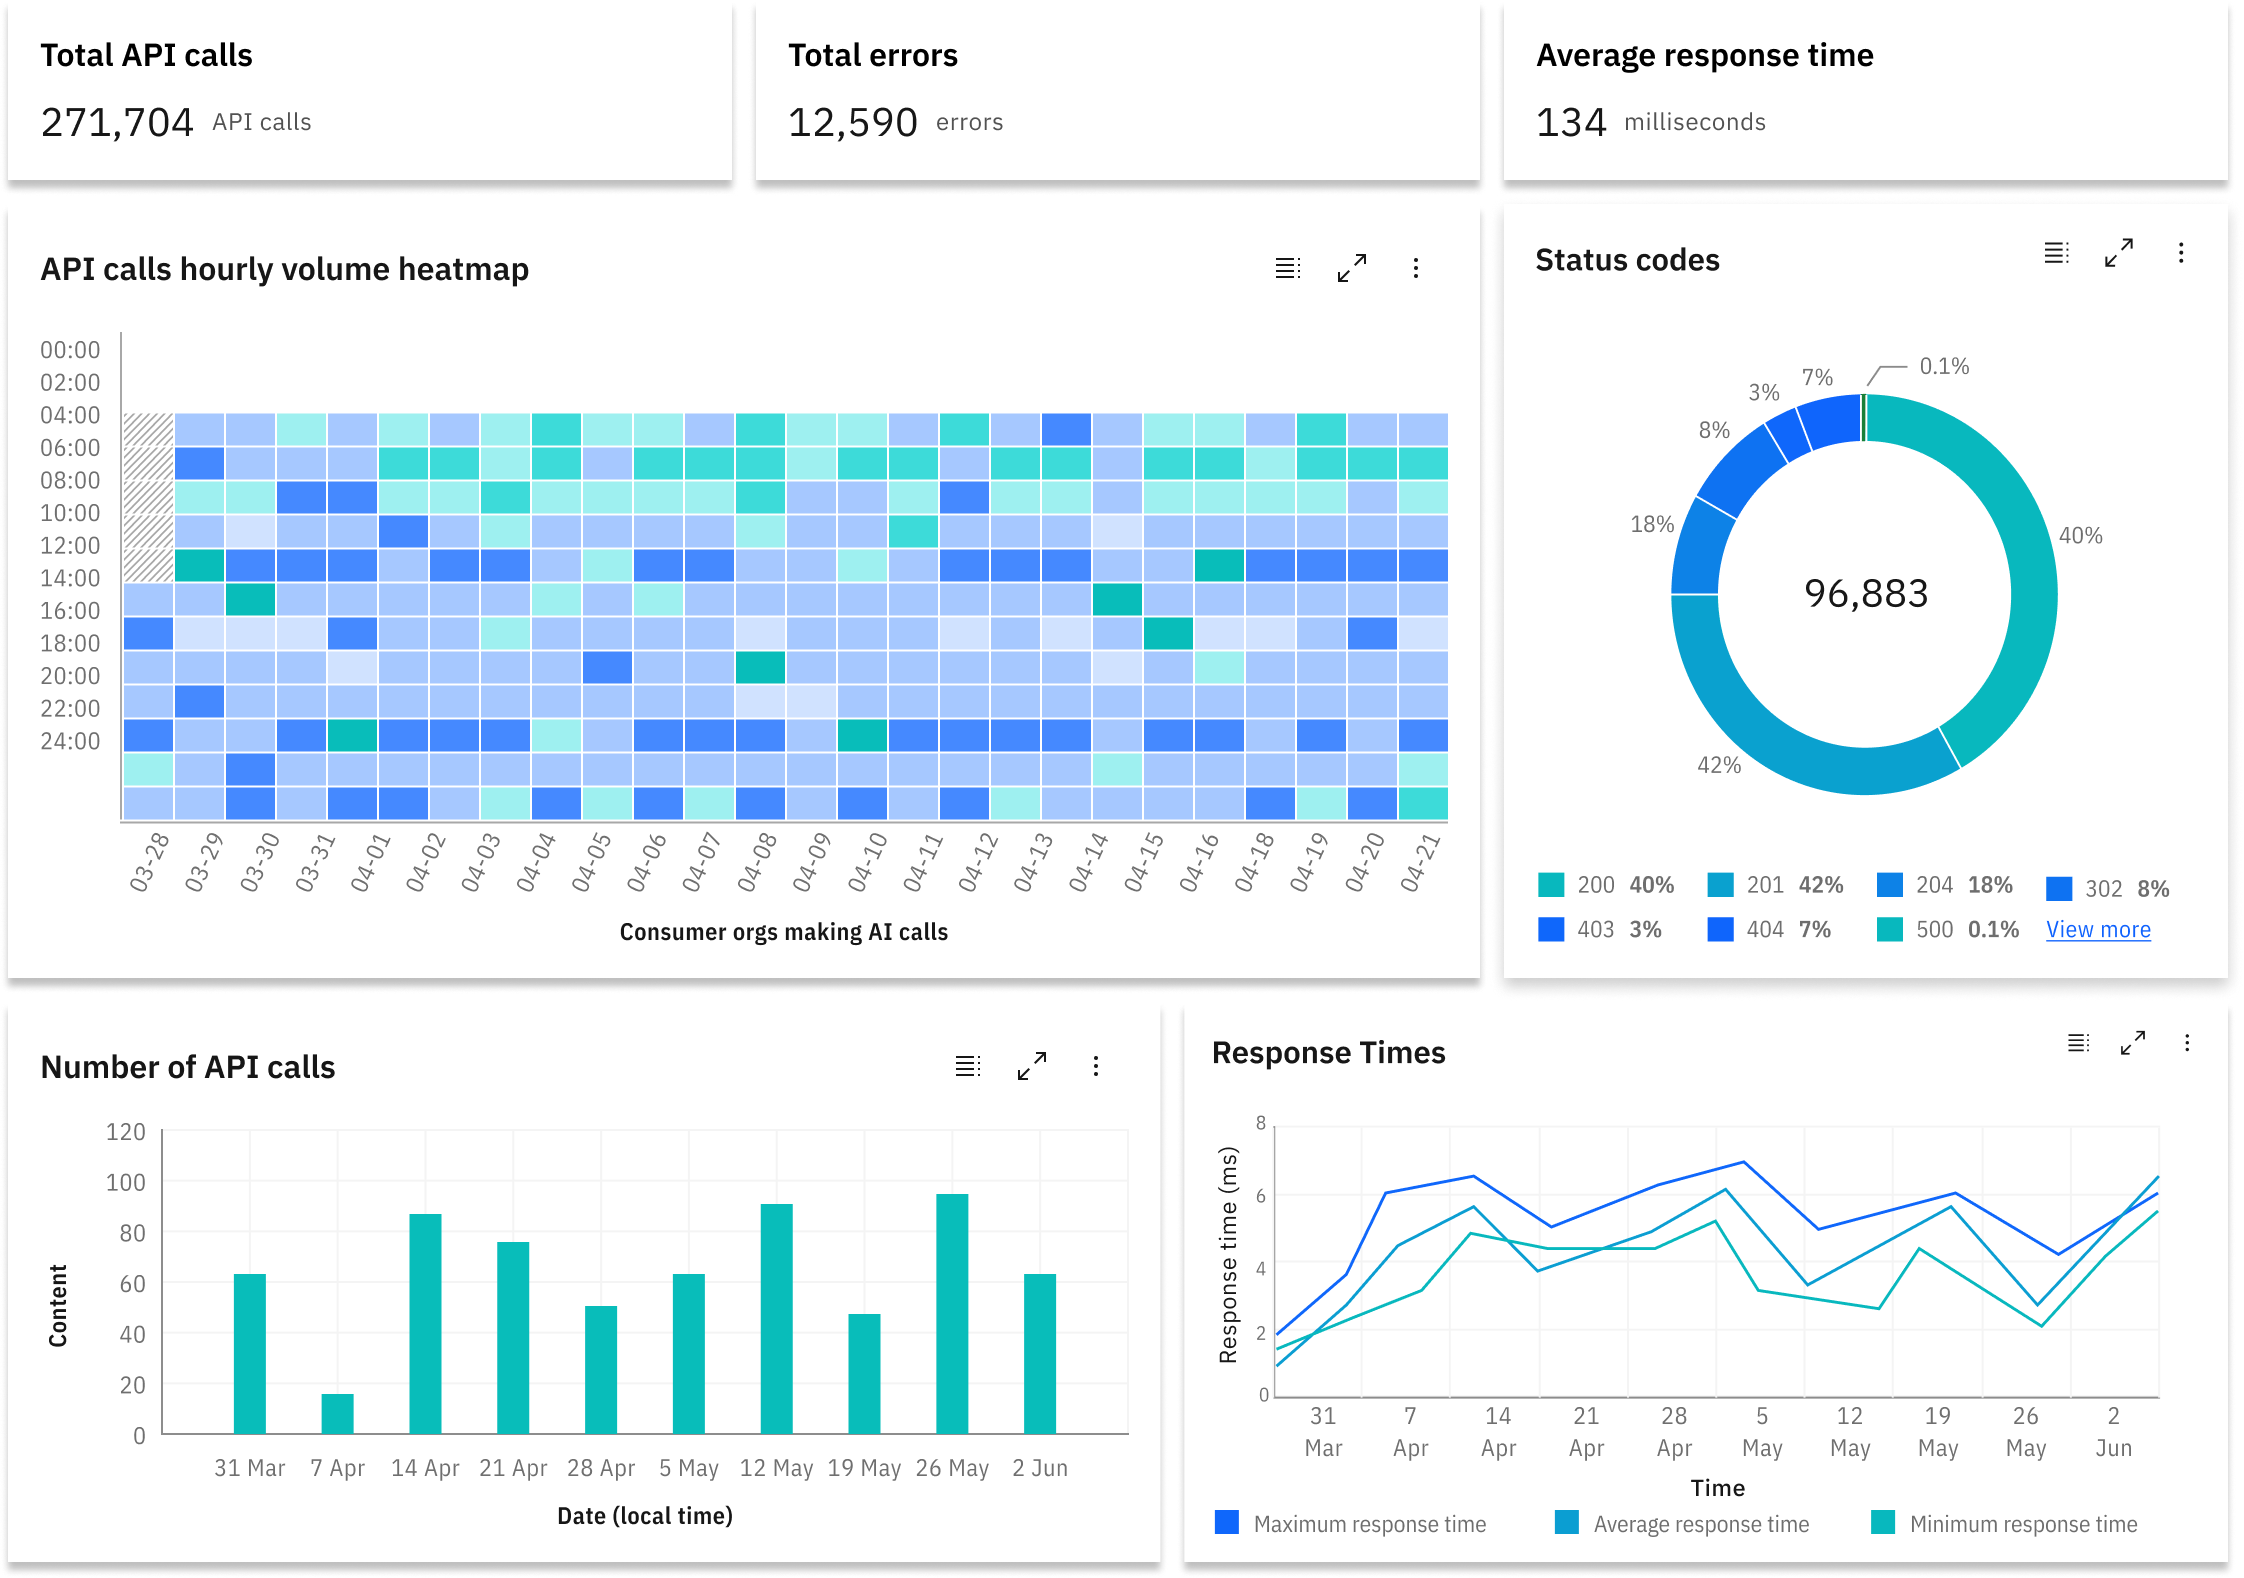 Total API calls
271,704 API calls
Total errors
12,590 errors
Average response time
134 milliseconds
API calls hourly volume heatmap
00:00
02:00
04:00
06:00
08:00
10:00
12:00
14:00
16:00
18:00
20:00
22:00
24:00
03-28 03-29 03-30 03-31 04-01 04-02 04-03 04-04 04-05 04-06 04-07 04-08 04-09 04-10 04-11 04-12 04-13 04-14 04-15 04-16 04-18 04-19 04-20 04-21
Consumer orgs making AI calls
Status codes
0.1%
7%
3%
8%
18%
40%
42%
96,883
200 40% 201 42% 204 18% 302 8%
403 3% 404 7% 500 0.1% View more
Number of API calls
Content
120
100
80
60
40
20
0
31 Mar 7 Apr 14 Apr 21 Apr 28 Apr 5 May 12 May 19 May 26 May 2 Jun
Date (local time)
Response Times
Response time (ms)
8
6
4
2
0
31 7 14 21 28 5 12 19 26 2
Mar Apr Apr Apr Apr May May May May Jun
Time
Maximum response time Average response time Minimum response time